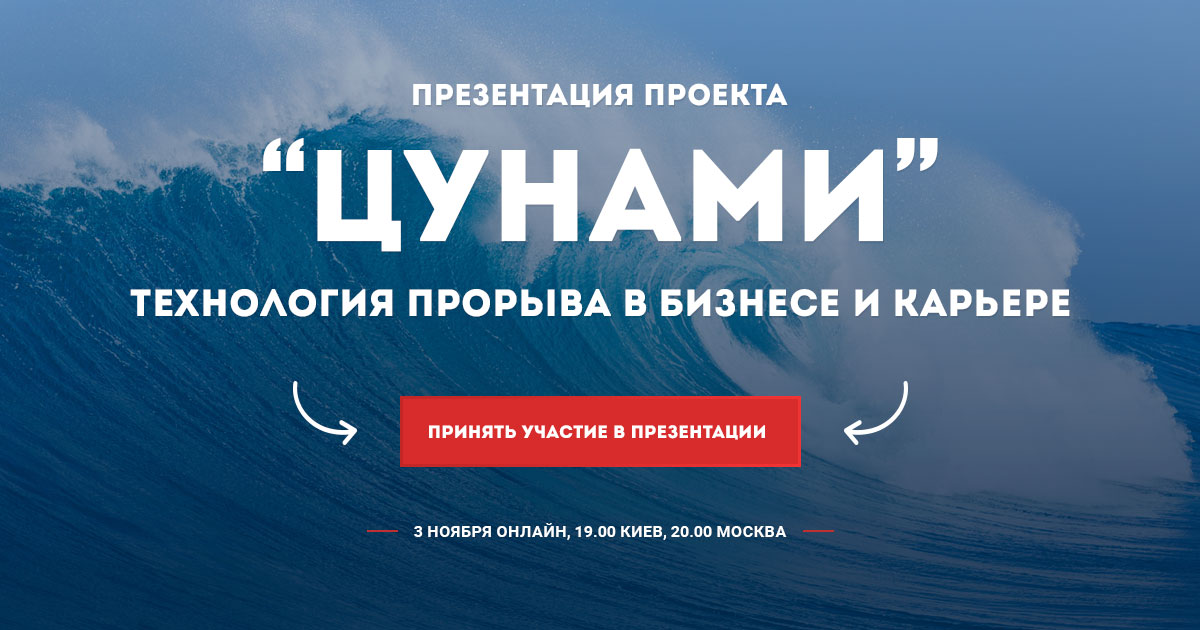 ПРЕЗЕНТАЦИЯ ПРОЕКТА
“ЦУНАМИ”
ТЕХНОЛОГИЯ ПРОРЫВА В БИЗНЕСЕ И КАРЬЕРЕ
ПРИНЯТЬ УЧАСТИЕ В ПРЕЗЕНТАЦИИ
3 НОЯБРЯ ОНЛАЙН, 19.00 КИЕВ, 20.00 МОСКВА